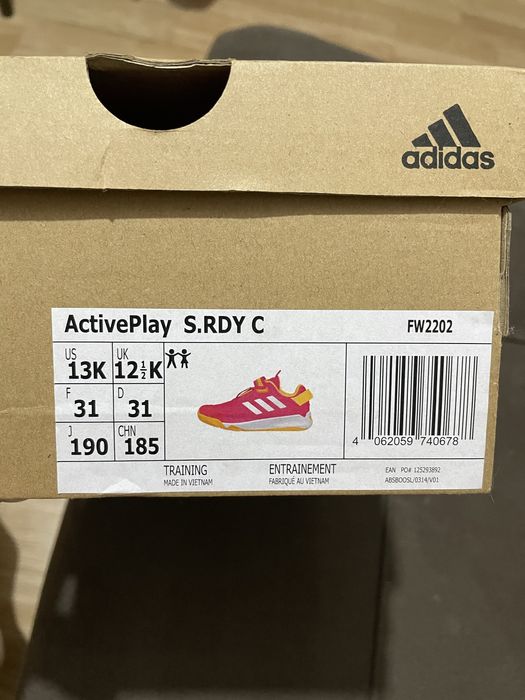 adidas
ActivePlay S.RDY C
FW2202
US
13K
UK
12½K
F
31
D
31
J
190
CHN
185
4 062059 740678
TRAINING
MADE IN VIETNAM
ENTRAINEMENT
FABRIQUÉ AU VIETNAM
EAN PO# 125293892
ABSBOOSL/0314/V01